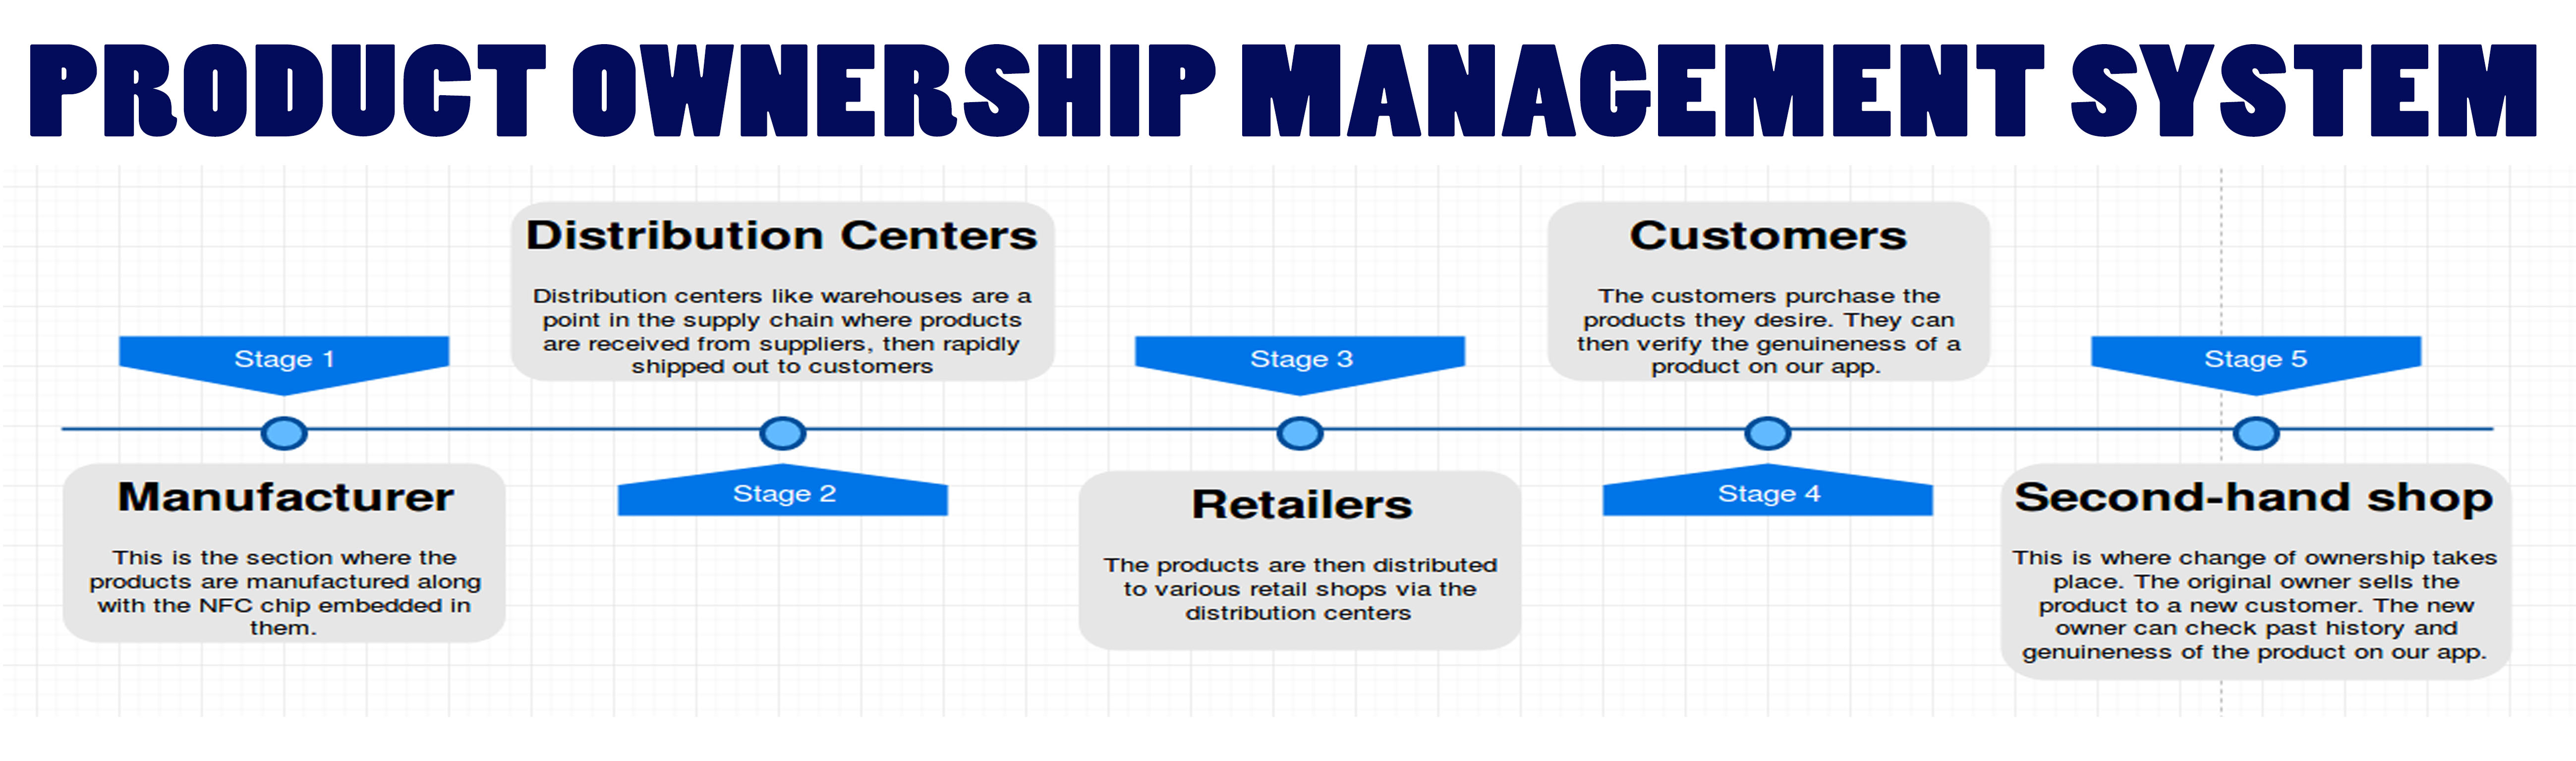 PRODUCT OWNERSHIP MANAGEMENT SYSTEM
Stage 1
Manufacturer
This is the section where the
products are manufactured along
with the NFC chip embedded in
them.
Distribution Centers
Distribution centers like warehouses are a
point in the supply chain where products
are received from suppliers, then rapidly
shipped out to customers
Stage 2
Stage 3
Retailers
The products are then distributed
to various retail shops via the
distribution centers
Customers
The customers purchase the
products they desire. They can
then verify the genuineness of a
product on our app.
Stage 4
Stage 5
Second-hand shop
This is where change of ownership takes
place. The original owner sells the
product to a new customer. The new
owner can check past history and
genuineness of the product on our app.